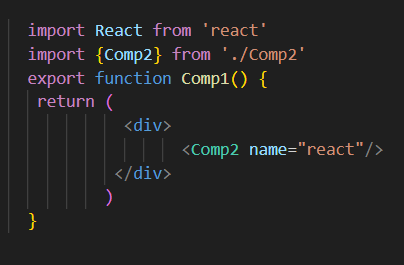 import React from 'react'
import {Comp2} from './Comp2'
export function Comp1() {
return (
<div>
<Comp2 name="react"/>
</div>
)
}